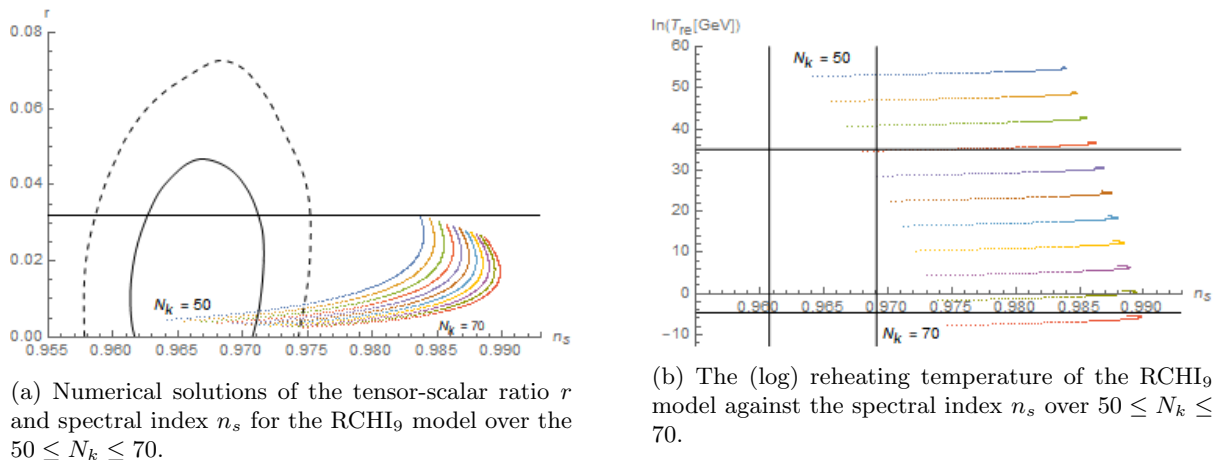 r
0.08
0.06
0.04
0.02
0.00
N_k = 50
N_k = 70
0.955 0.960 0.965 0.970 0.975 0.980 0.985 0.990 n_s
(a) Numerical solutions of the tensor-scalar ratio r
and spectral index n_s for the RCHI_9 model over the
50 ≤ N_k ≤ 70.
ln(T_re[GeV])
60
50
40
30
20
10
0
-10
N_k = 50
0.960 0.965 0.970 0.975 0.980 0.985 0.990 n_s
N_k = 70
(b) The (log) reheating temperature of the RCHI_9
model against the spectral index n_s over 50 ≤ N_k ≤
70.